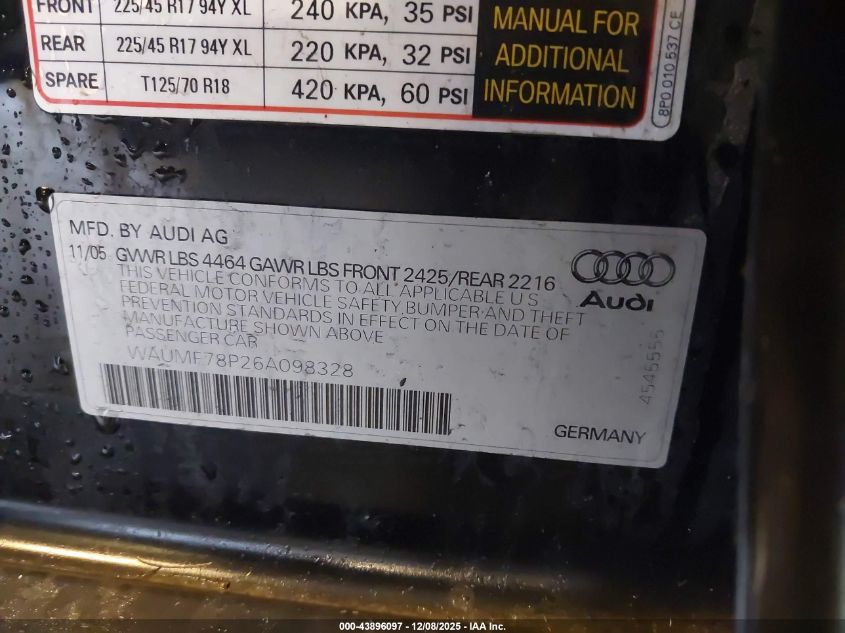 FRONT 225/45 R17 94Y XL 240 KPA, 35 PSI
REAR 225/45 R17 94Y XL 220 KPA, 32 PSI
SPARE T125/70 R18 420 KPA, 60 PSI
MANUAL FOR
ADDITIONAL
INFORMATION
8P0 010 537 CE
MFD. BY AUDI AG
11/05 GVWR LBS 4464 GAWR LBS FRONT 2425/REAR 2216
THIS VEHICLE CONFORMS TO ALL APPLICABLE U S
FEDERAL MOTOR VEHICLE SAFETY, BUMPER AND THEFT
PREVENTION STANDARDS IN EFFECT ON THE DATE OF
MANUFACTURE SHOWN ABOVE
PASSENGER CAR
WAUMF78P26A098328
Audi
4545555
GERMANY
000-43896097 - 12/08/2025 - IAA Inc.